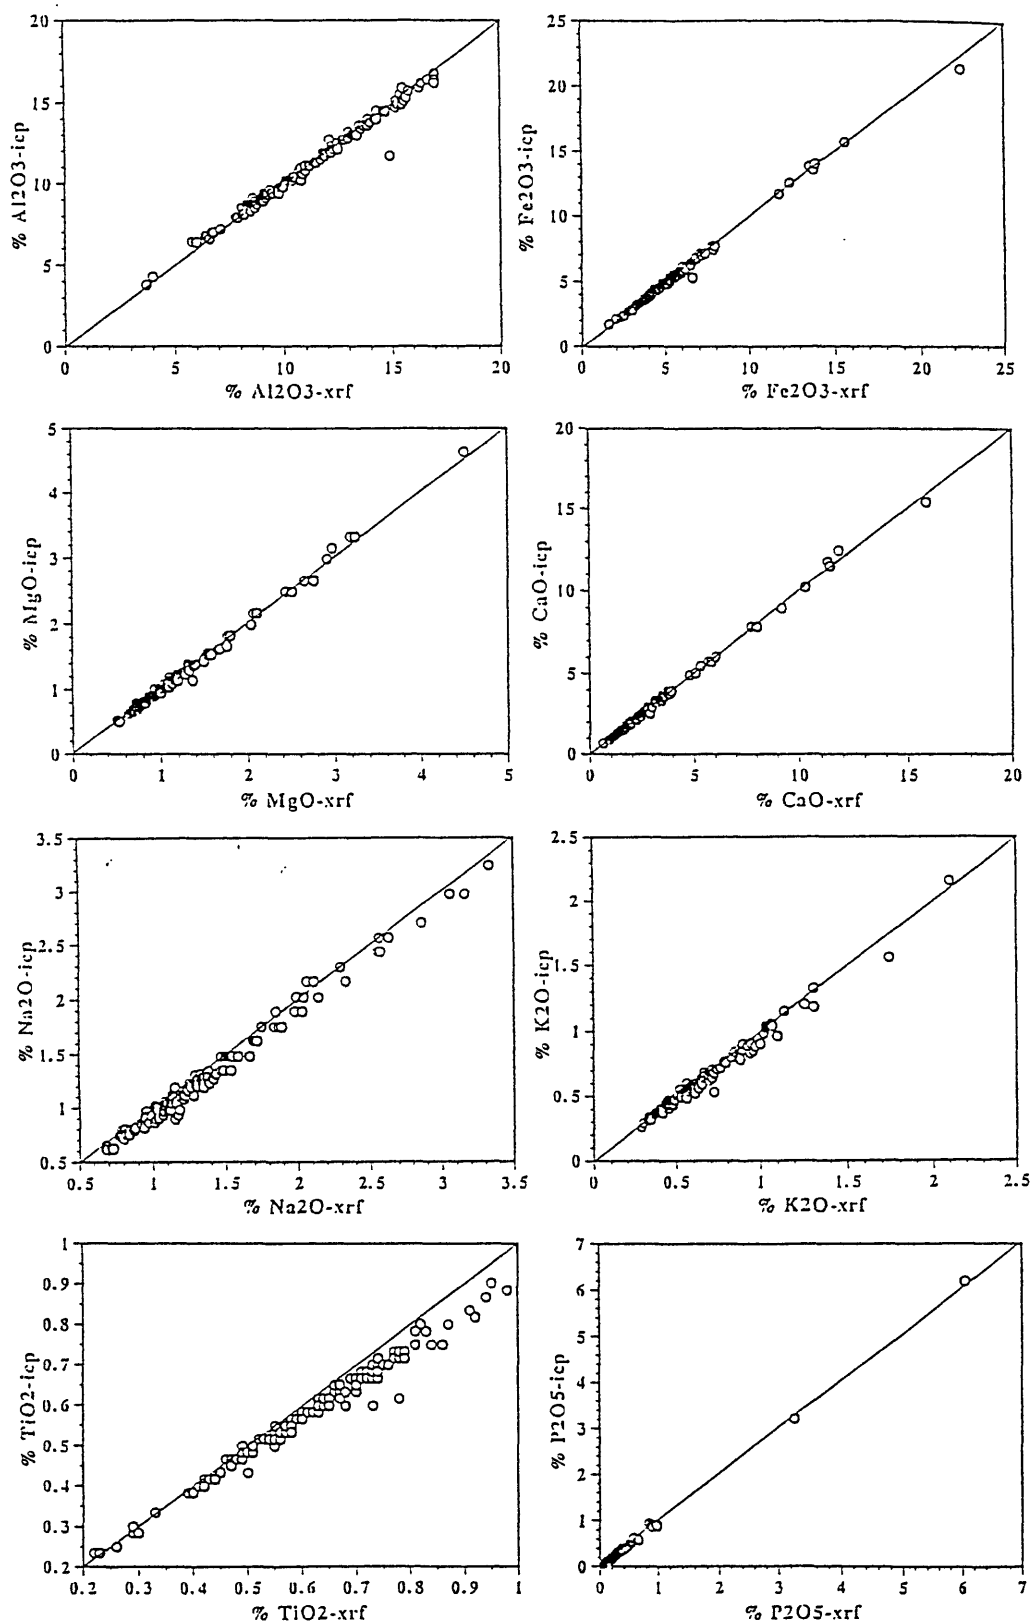 20
15
10
5
0
% Al2O3-icp
0 5 10 15 20
% Al2O3-xrf
25
20
15
10
5
0
% Fe2O3-icp
0 5 10 15 20 25
% Fe2O3-xrf
5
4
3
2
1
0
% MgO-icp
0 1 2 3 4 5
% MgO-xrf
20
15
10
5
0
% CaO-icp
0 5 10 15 20
% CaO-xrf
3.5
3
2.5
2
1.5
1
0.5
% Na2O-icp
0.5 1 1.5 2 2.5 3 3.5
% Na2O-xrf
2.5
2
1.5
1
0.5
0
% K2O-icp
0 0.5 1 1.5 2 2.5
% K2O-xrf
1
0.9
0.8
0.7
0.6
0.5
0.4
0.3
0.2
% TiO2-icp
0.2 0.3 0.4 0.5 0.6 0.7 0.8 0.9 1
% TiO2-xrf
7
6
5
4
3
2
1
0
% P2O5-icp
0 1 2 3 4 5 6 7
% P2O5-xrf